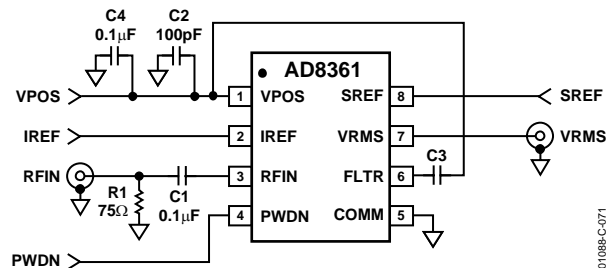 C4
0.1μF
C2
100pF
AD8361
VPOS
1
VPOS
SREF
8
SREF
IREF
2
IREF
VRMS
7
VRMS
RFIN
R1
75Ω
C1
0.1μF
3
RFIN
FLTR
6
C3
PWDN
4
PWDN
COMM
5
01088-C-071